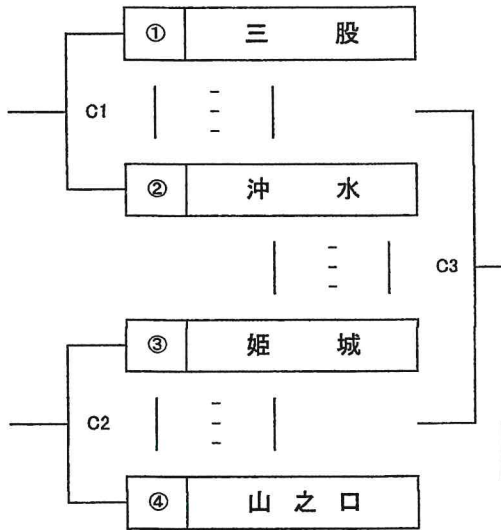 ① 三 股
C1
② 沖 水
C3
③ 姫 城
C2
④ 山 之 口